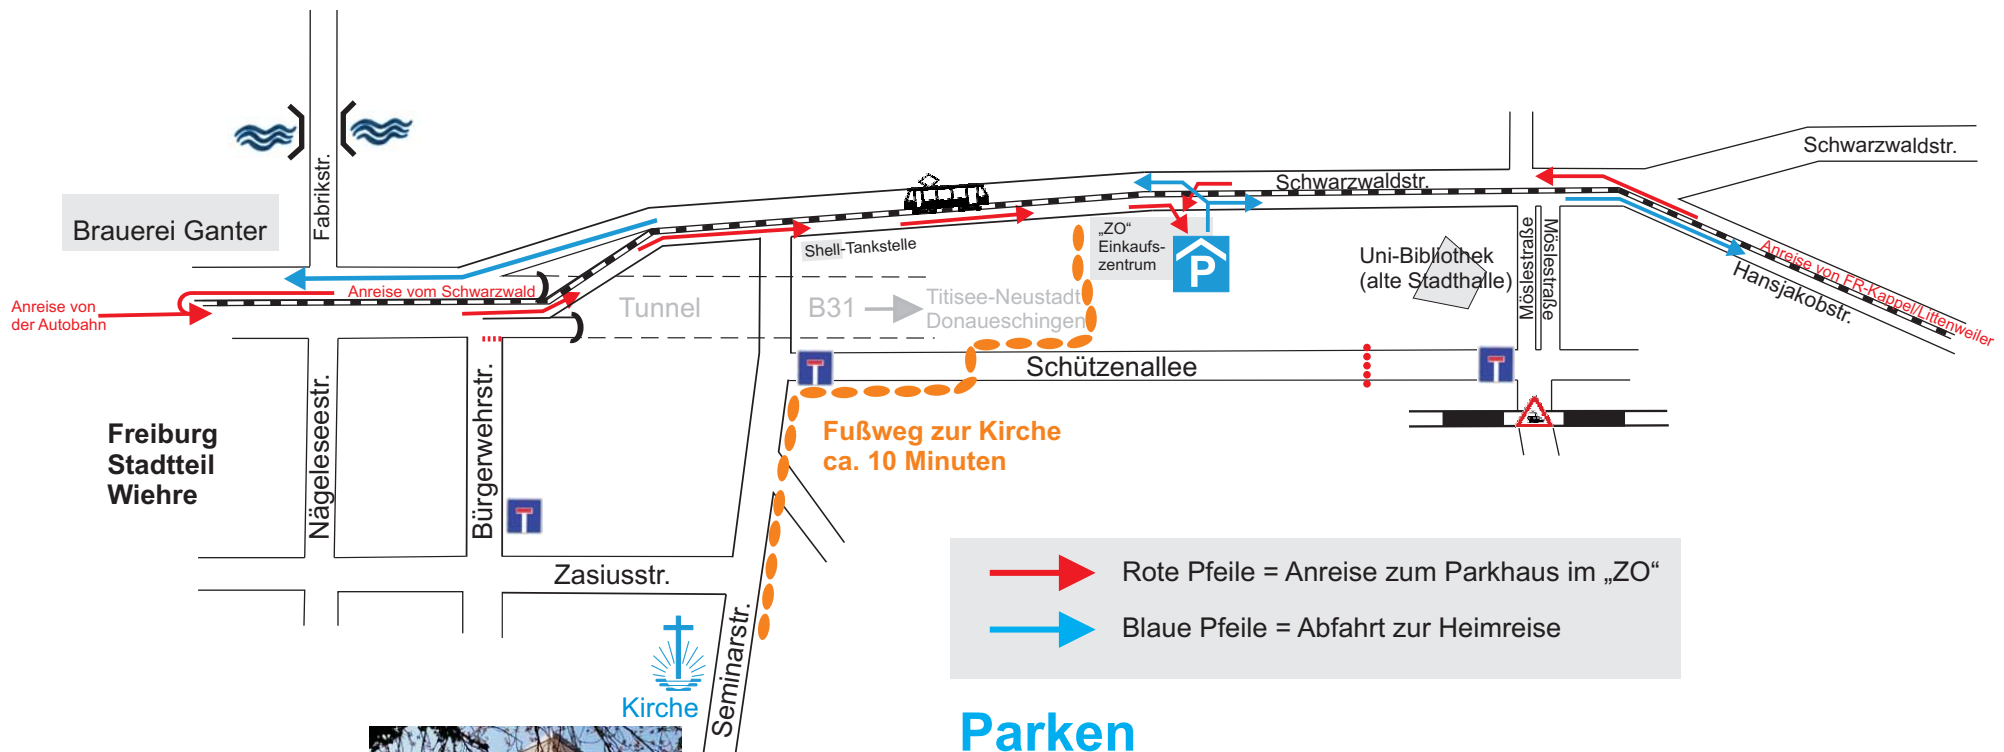 Fabrikstr.
Brauerei Ganter
Schwarzwaldstr.
Schwarzwaldstr.
Shell-Tankstelle
„ZO“
Einkaufs-
zentrum
P
Uni-Bibliothek
(alte Stadthalle)
Möslestraße
Möslestraße
Anreise von FR-Kappel/Littenweiler
Hansjakobstr.
Anreise von
der Autobahn
Anreise vom Schwarzwald
Tunnel
B31
Titisee-Neustadt
Donaueschingen
Schützenallee
Freiburg
Stadtteil
Wiehre
Nägeleseestr.
Bürgerwehrstr.
Fußweg zur Kirche
ca. 10 Minuten
Zasiusstr.
Seminarstr.
Kirche
Rote Pfeile = Anreise zum Parkhaus im „ZO“
Blaue Pfeile = Abfahrt zur Heimreise
Parken